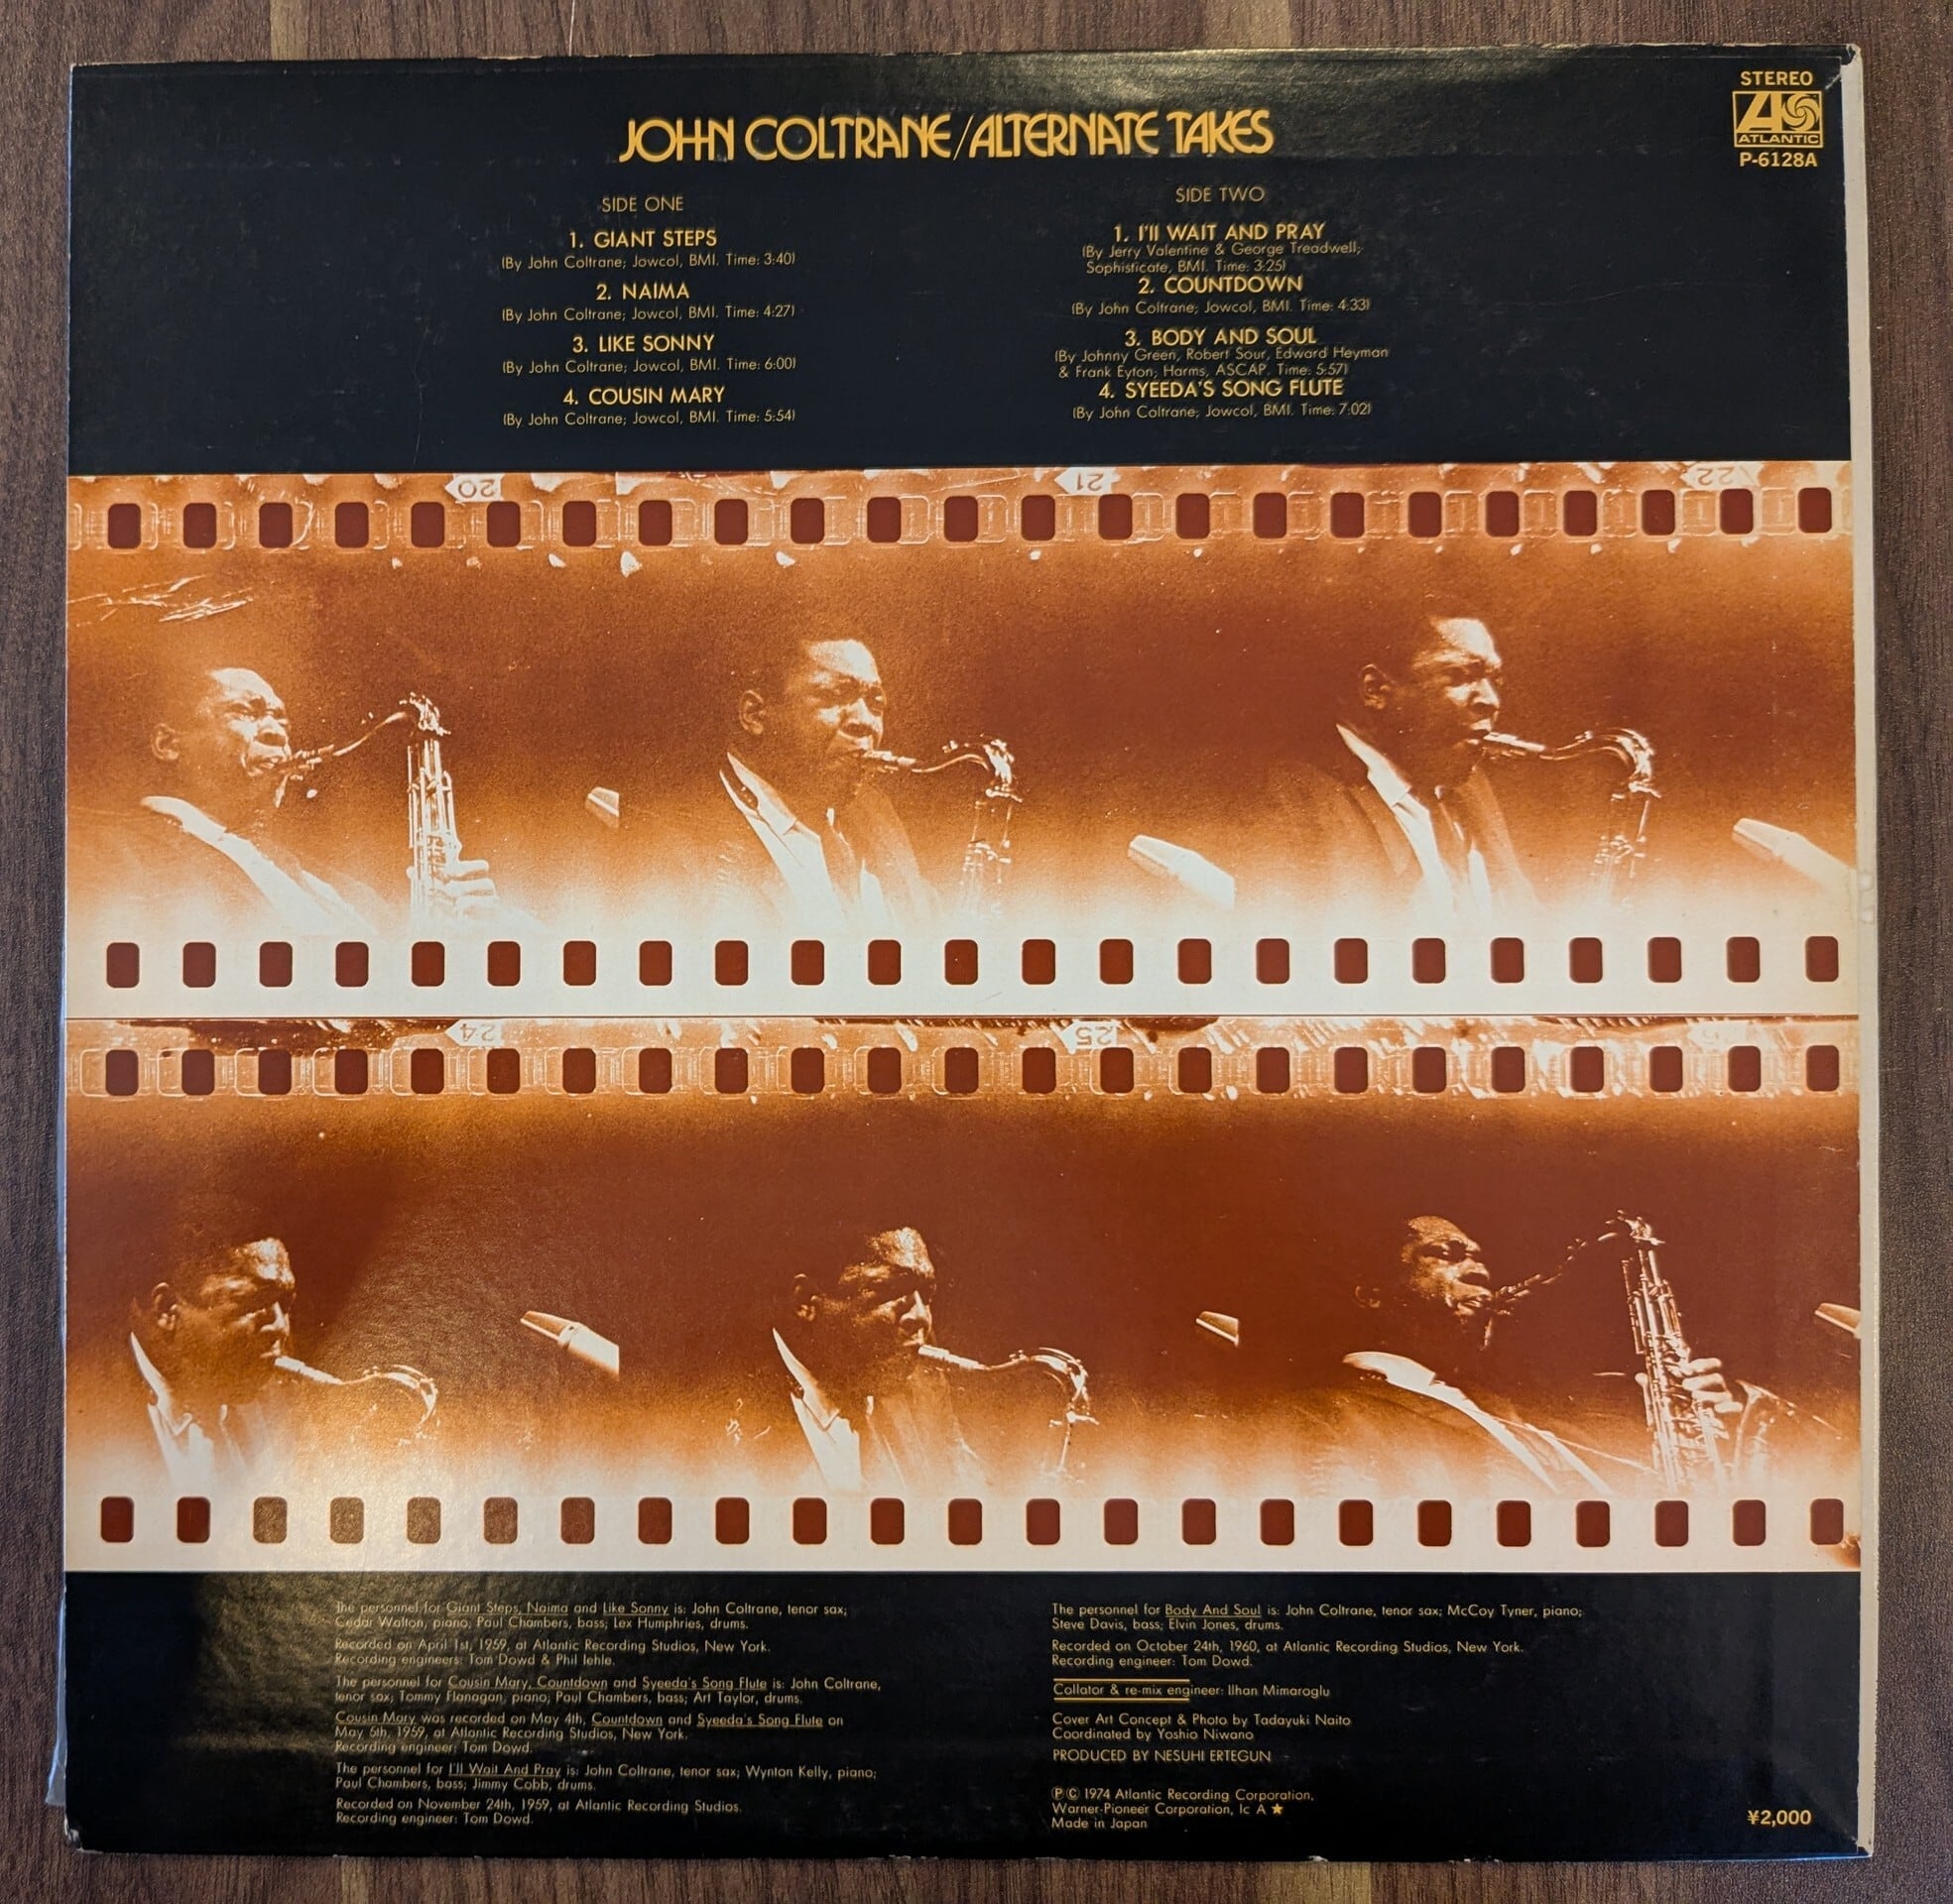 STEREO
ATLANTIC
P-6128A
JOHN COLTRANE/ALTERNATE TAKES
SIDE ONE
1. GIANT STEPS
(By John Coltrane; Jowcol, BMI. Time: 3:40)
2. NAIMA
(By John Coltrane; Jowcol, BMI. Time: 4:27)
3. LIKE SONNY
(By John Coltrane; Jowcol, BMI. Time: 6:00)
4. COUSIN MARY
(By John Coltrane; Jowcol, BMI. Time: 5:54)
SIDE TWO
1. I'll WAIT AND PRAY
(By Jerry Valentine & George Treadwell;
Sophisticate, BMI. Time: 3:25)
2. COUNTDOWN
(By John Coltrane; Jowcol, BMI. Time: 4:33)
3. BODY AND SOUL
(By Johnny Green, Robert Sour, Edward Heyman
& Frank Eyton; Harms, ASCAP. Time: 5:57)
4. SYEEDA'S SONG FLUTE
(By John Coltrane; Jowcol, BMI. Time: 7:02)
20
21
22
24
25
The personnel for Giant Steps, Naima and Like Sonny is: John Coltrane, tenor sax;
Cedar Walton, piano; Paul Chambers, bass; Lex Humphries, drums.
Recorded on April 1st, 1959, at Atlantic Recording Studios, New York.
Recording engineers: Tom Dowd & Phil Iehle.
The personnel for Cousin Mary, Countdown and Syeeda's Song Flute is: John Coltrane,
tenor sax; Tommy Flanagan, piano; Paul Chambers, bass; Art Taylor, drums.
Cousin Mary was recorded on May 4th, Countdown and Syeeda's Song Flute on
May 5th, 1959, at Atlantic Recording Studios, New York.
Recording engineer: Tom Dowd.
The personnel for I'll Wait And Pray is: John Coltrane, tenor sax; Wynton Kelly, piano;
Paul Chambers, bass; Jimmy Cobb, drums.
Recorded on November 24th, 1959, at Atlantic Recording Studios.
Recording engineer: Tom Dowd.
The personnel for Body And Soul is: John Coltrane, tenor sax; McCoy Tyner, piano;
Steve Davis, bass; Elvin Jones, drums.
Recorded on October 24th, 1960, at Atlantic Recording Studios, New York.
Recording engineer: Tom Dowd.
Collator & re-mix engineer: Ilhan Mimaroglu
Cover Art Concept & Photo by Tadayuki Naito
Coordinated by Yoshio Niwano
PRODUCED BY NESUHI ERTEGUN
Ⓟ© 1974 Atlantic Recording Corporation,
Warner-Pioneer Corporation, Ic A ★
Made in Japan
¥2,000